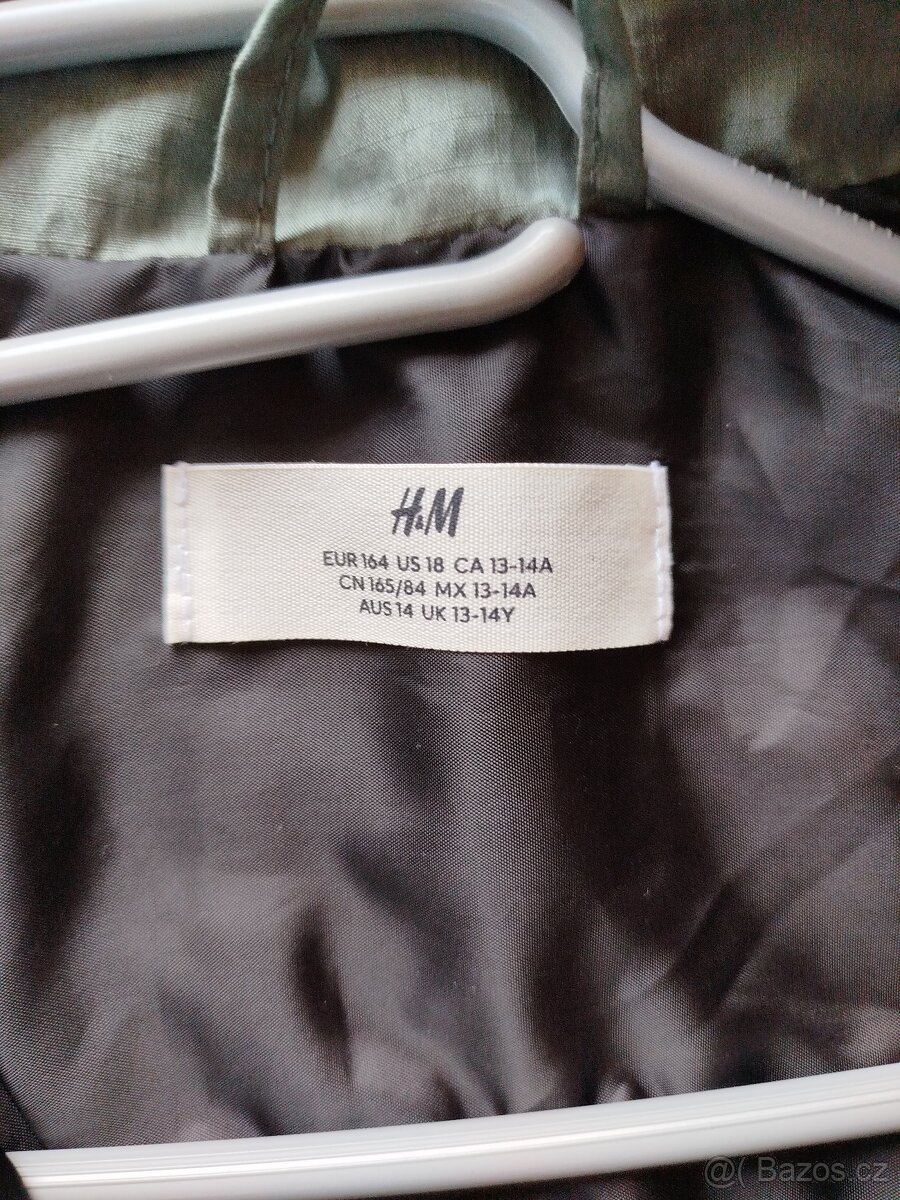 H&M
EUR 164 US 18 CA 13-14A
CN 165/84 MX 13-14A
AUS 14 UK 13-14Y
@( Bazos.cz